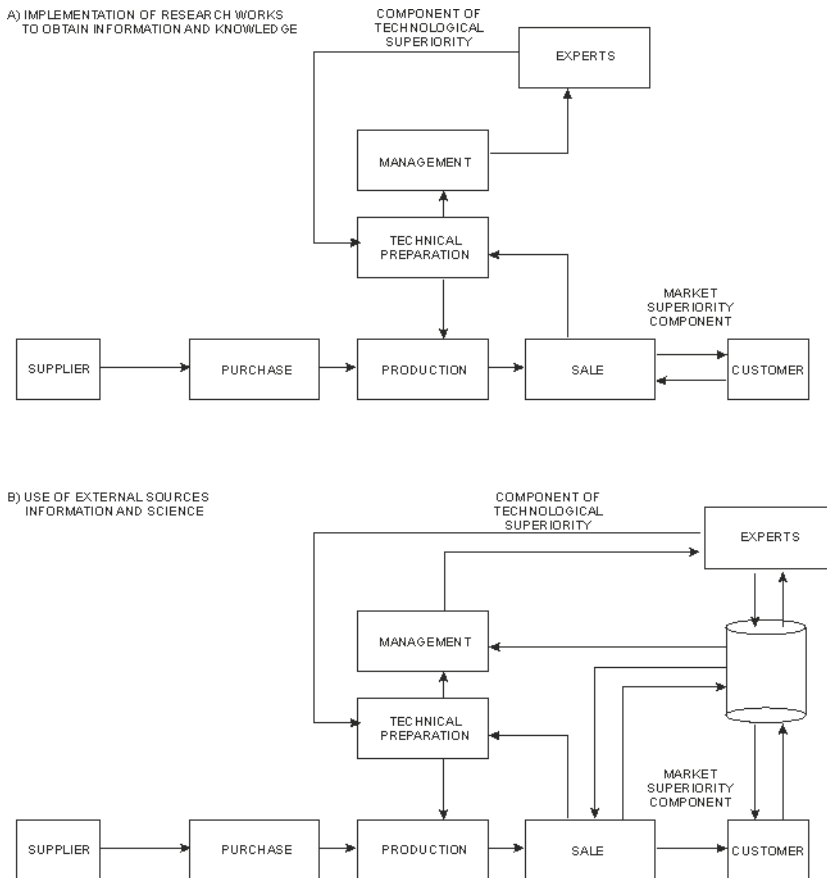 A) IMPLEMENTATION OF RESEARCH WORKS
TO OBTAIN INFORMATION AND KNOWLEDGE
COMPONENT OF
TECHNOLOGICAL
SUPERIORITY
EXPERTS
MANAGEMENT
TECHNICAL
PREPARATION
MARKET
SUPERIORITY
COMPONENT
SUPPLIER
PURCHASE
PRODUCTION
SALE
CUSTOMER
B) USE OF EXTERNAL SOURCES
INFORMATION AND SCIENCE
COMPONENT OF
TECHNOLOGICAL
SUPERIORITY
EXPERTS
MANAGEMENT
TECHNICAL
PREPARATION
MARKET
SUPERIORITY
COMPONENT
SUPPLIER
PURCHASE
PRODUCTION
SALE
CUSTOMER